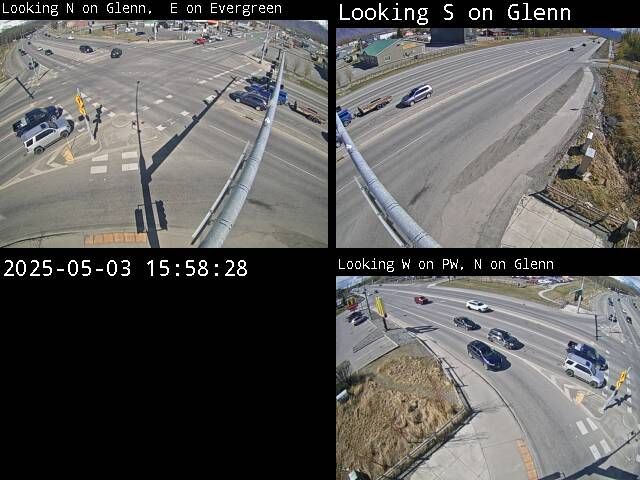 Looking N on Glenn,  E on Evergreen
Looking S on Glenn
2025-05-03 15:58:28
Looking W on PW, N on Glenn